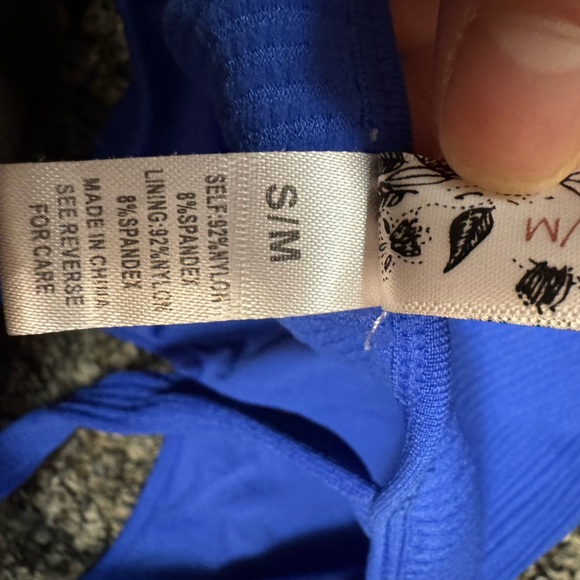 S/M
SELF:92%NYLON
8%SPANDEX
LINING:92%NYLON
8%SPANDEX
MADE IN CHINA
SEE REVERSE
FOR CARE
/M